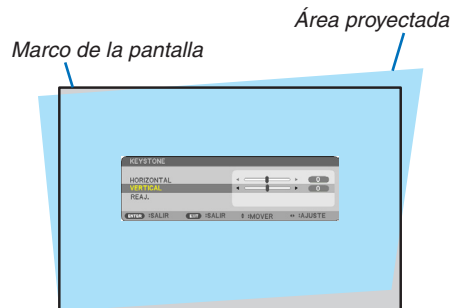 Área proyectada
Marco de la pantalla
KEYSTONE
HORIZONTAL 0
VERTICAL 0
REAJ.
ENTER :SALIR EXIT :SALIR :MOVER :AJUSTE